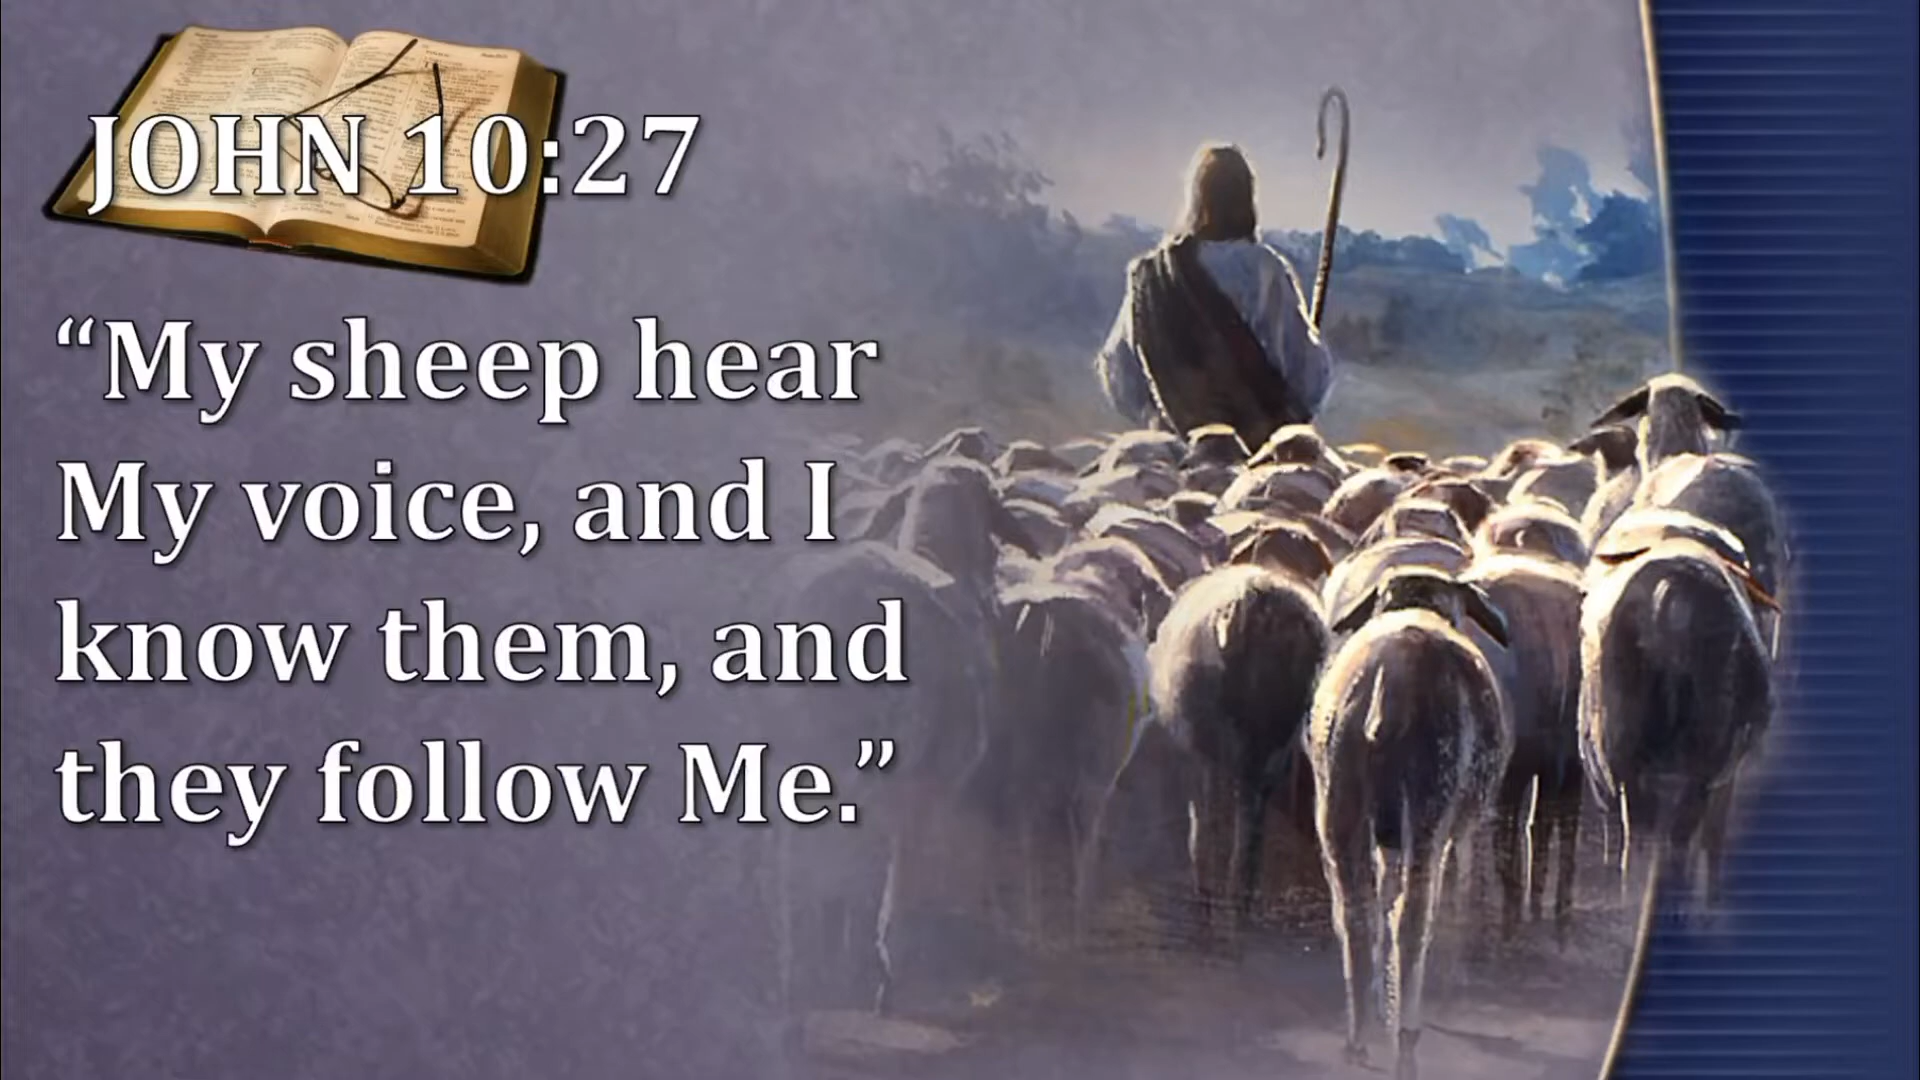 JOHN 10:27
“My sheep hear
My voice, and I
know them, and
they follow Me.”